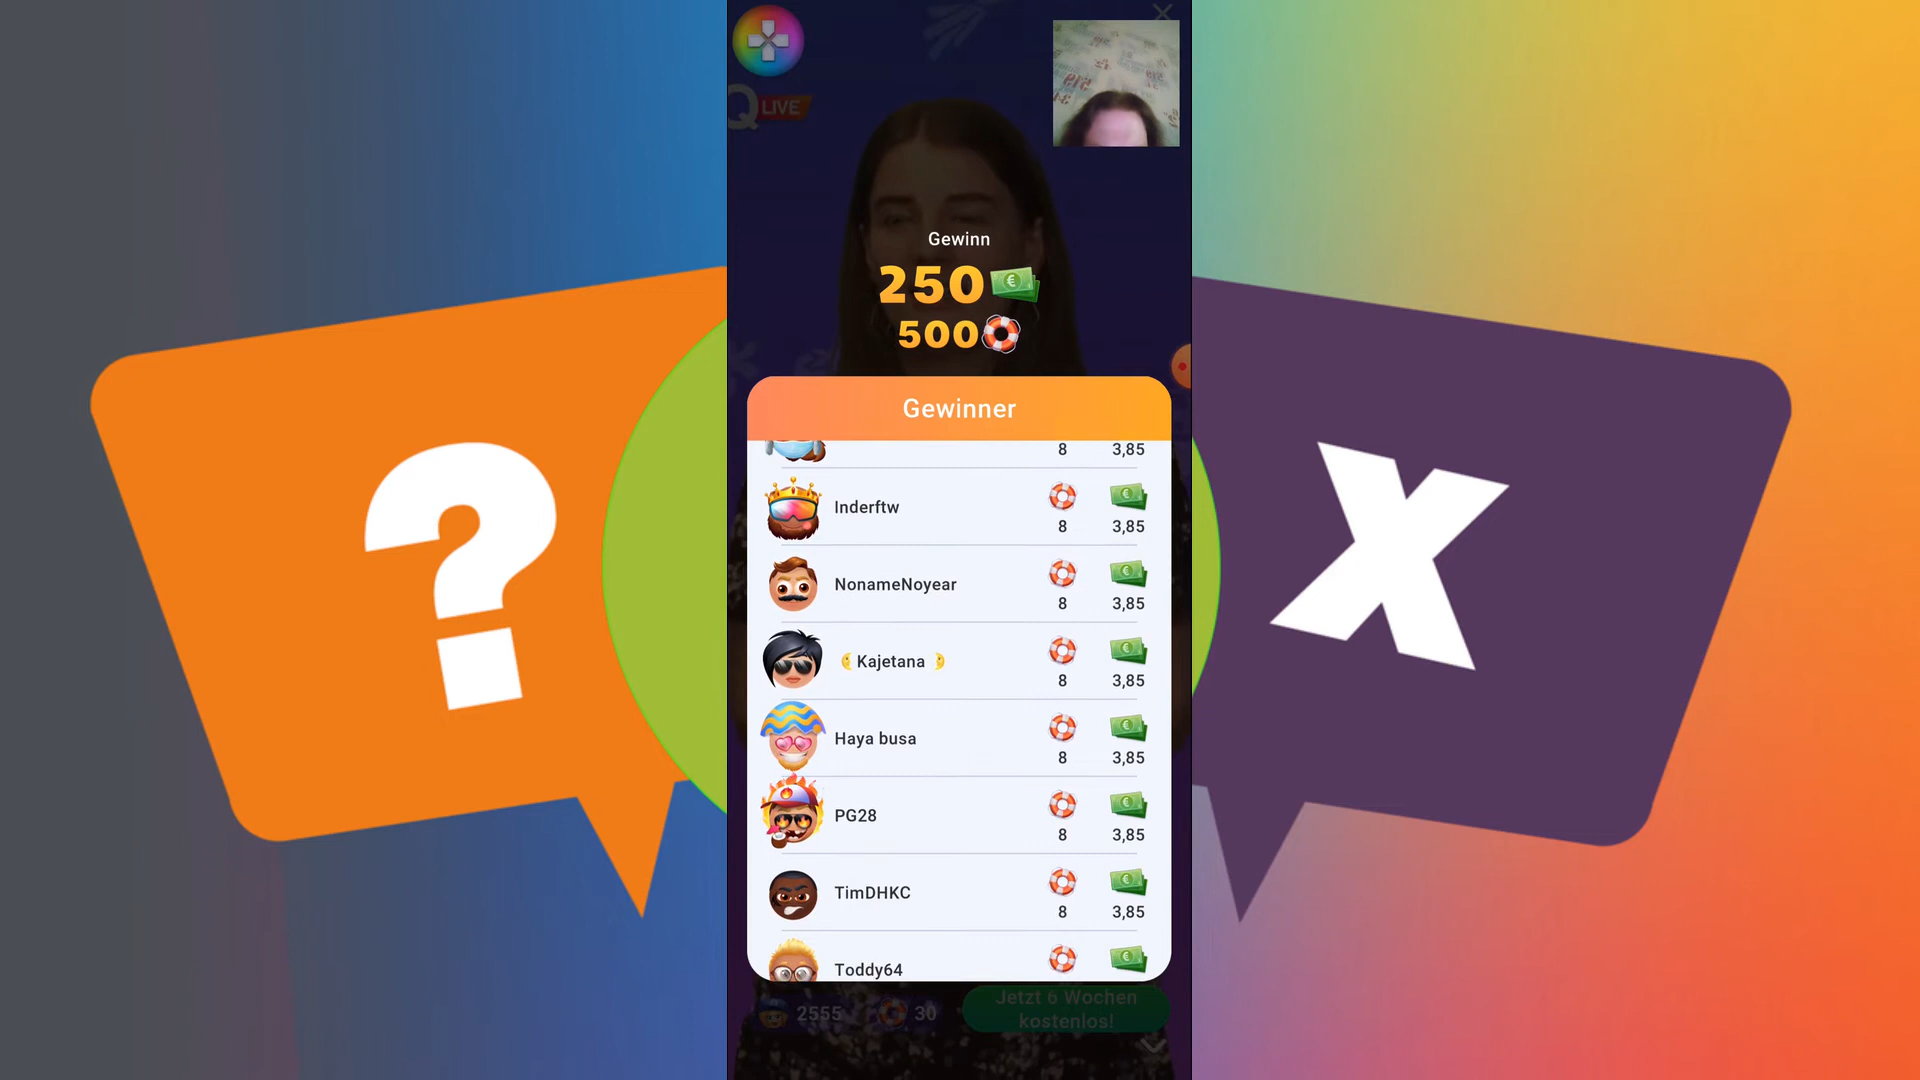 Q LIVE
Gewinn
250
500
Gewinner
8 3,85
Inderftw 8 3,85
NonameNoyear 8 3,85
🌜Kajetana 🌛 8 3,85
Haya busa 8 3,85
PG28 8 3,85
TimDHKC 8 3,85
Toddy64
2555 30 Jetzt 6 Wochen
kostenlos!
? X